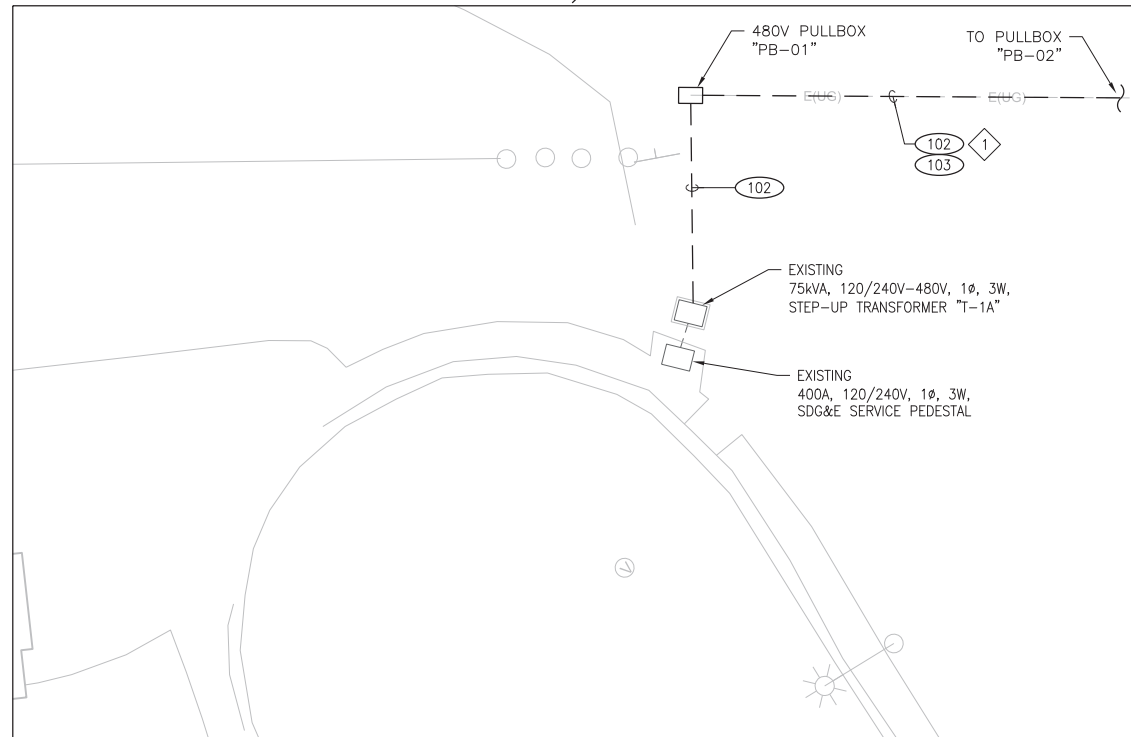 480V PULLBOX
"PB-01"
TO PULLBOX
"PB-02"
E(UG)
E(UG)
102
1
103
102
EXISTING
75kVA, 120/240V-480V, 1ø, 3W,
STEP-UP TRANSFORMER "T-1A"
EXISTING
400A, 120/240V, 1ø, 3W,
SDG&E SERVICE PEDESTAL